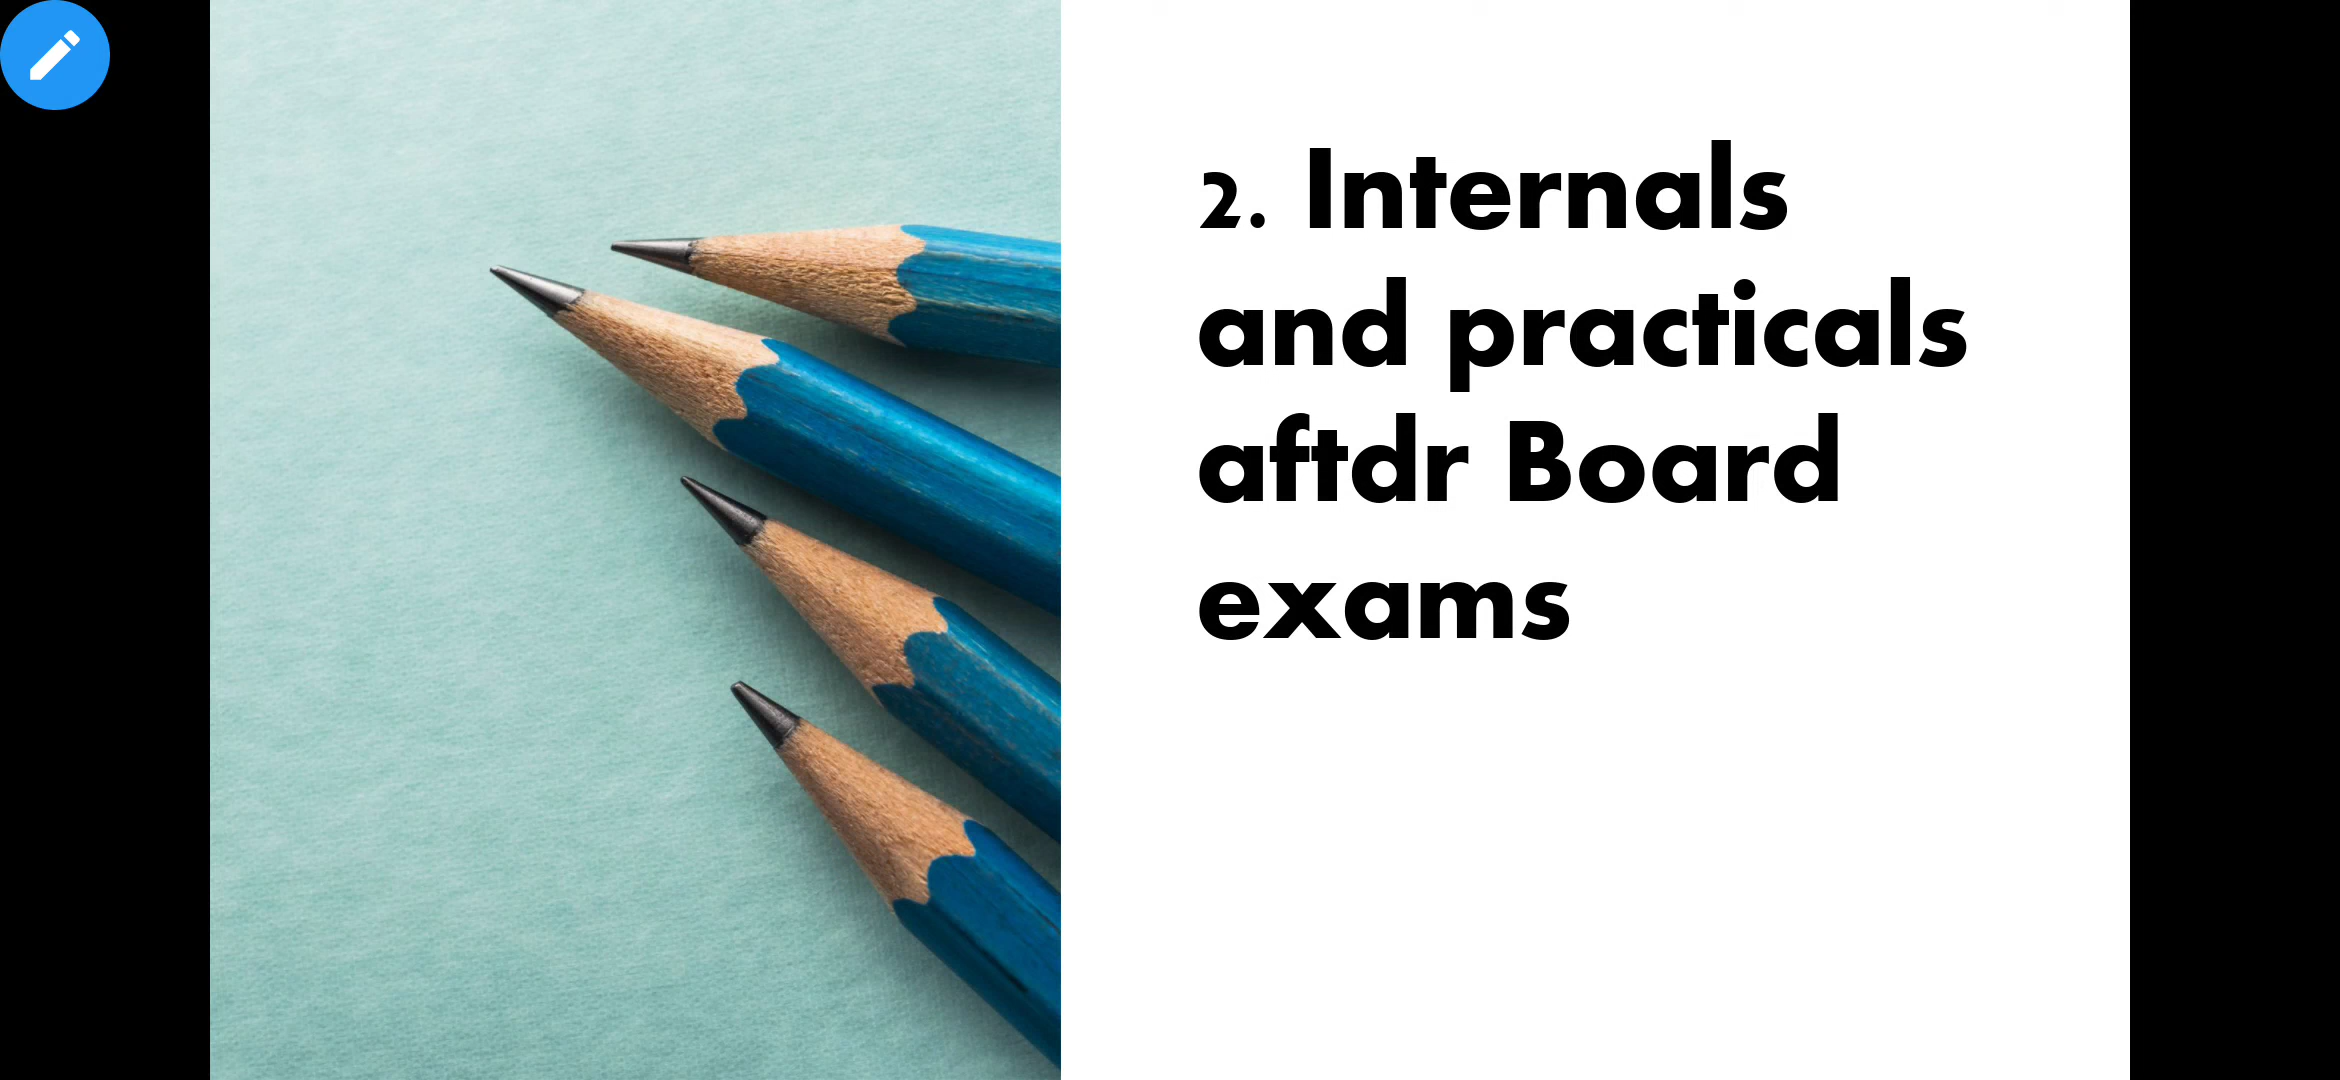 2. Internals
and practicals
aftdr Board
exams